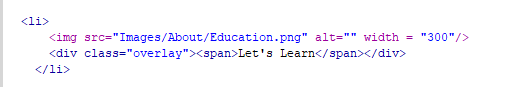 <li>
<img src="Images/About/Education.png" alt="" width = "300"/>
<div class="overlay"><span>Let's Learn</span></div>
</li>